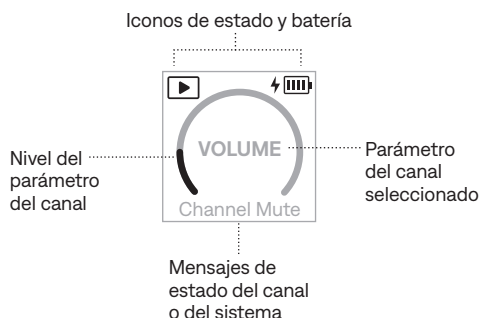 Iconos de estado y batería
VOLUME
Nivel del
parámetro
del canal
Parámetro
del canal
seleccionado
Channel Mute
Mensajes de
estado del canal
o del sistema